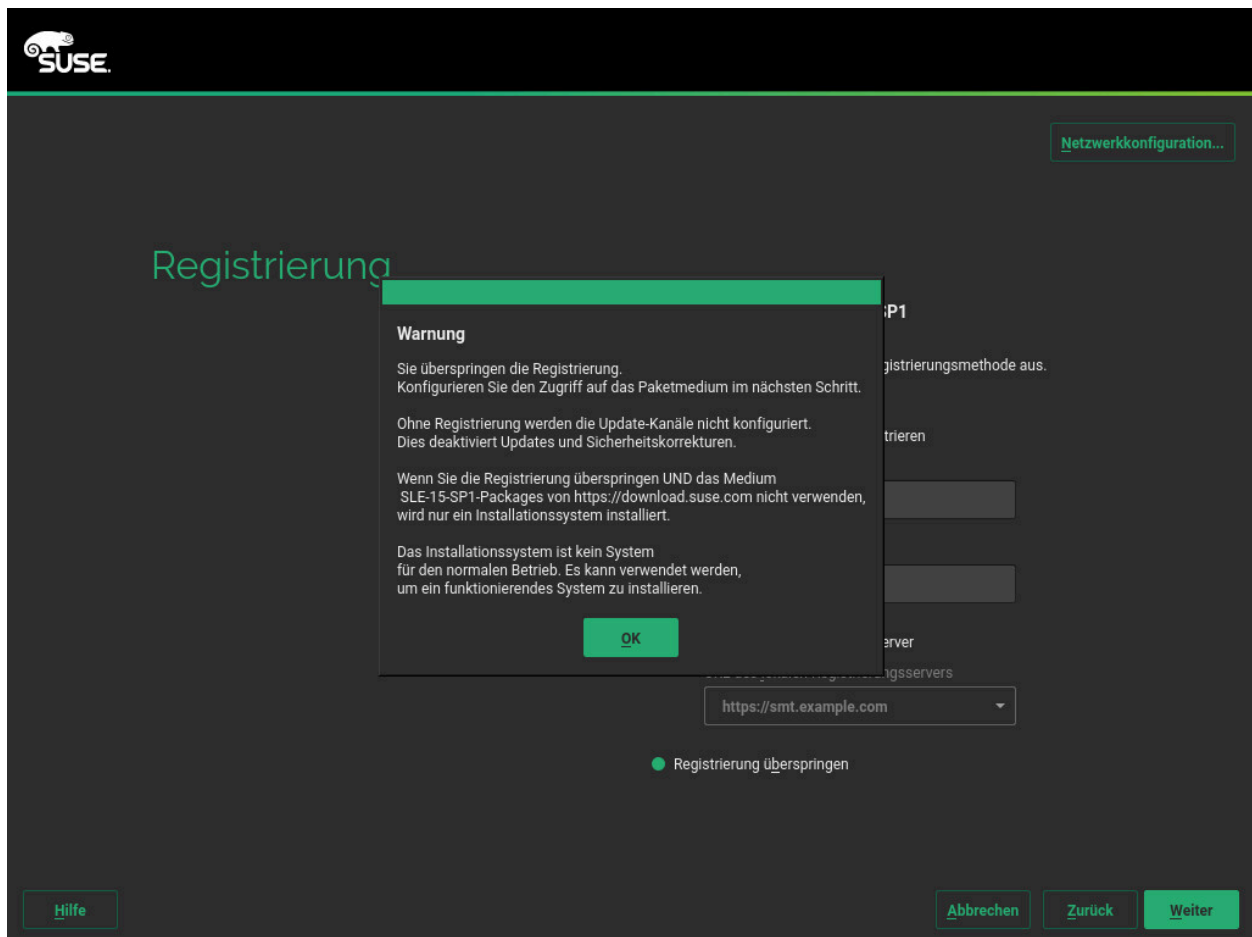 SUSE.
Netzwerkkonfiguration...
Registrierung
SP1
gistrierungsmethode aus.
trieren
Warnung
Sie überspringen die Registrierung.
Konfigurieren Sie den Zugriff auf das Paketmedium im nächsten Schritt.
Ohne Registrierung werden die Update-Kanäle nicht konfiguriert.
Dies deaktiviert Updates und Sicherheitskorrekturen.
Wenn Sie die Registrierung überspringen UND das Medium
SLE-15-SP1-Packages von https://download.suse.com nicht verwenden,
wird nur ein Installationssystem installiert.
Das Installationssystem ist kein System
für den normalen Betrieb. Es kann verwendet werden,
um ein funktionierendes System zu installieren.
OK
erver
ngsservers
https://smt.example.com
Registrierung überspringen
Hilfe
Abbrechen
Zurück
Weiter